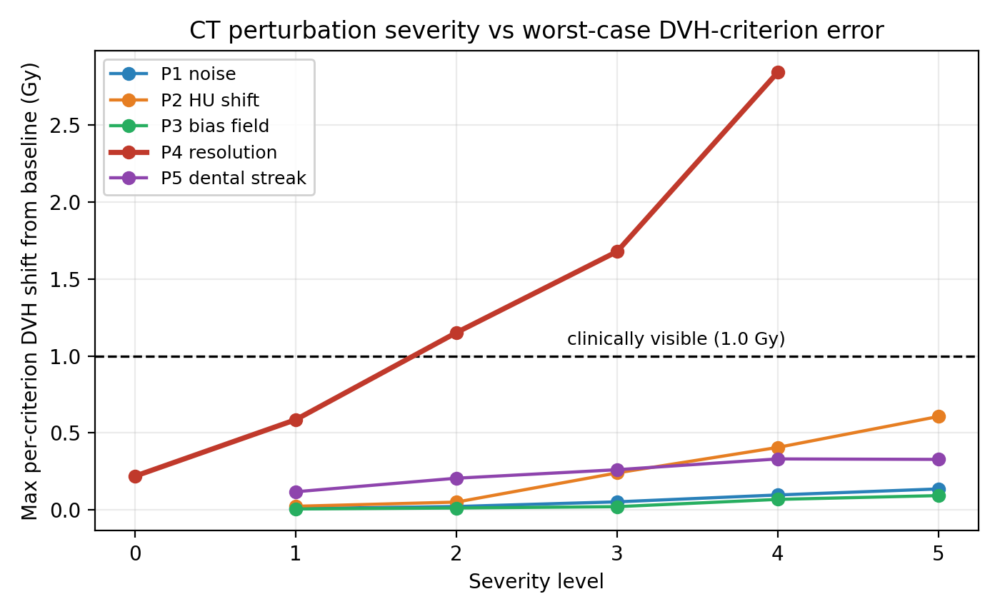 CT perturbation severity vs worst-case DVH-criterion error
Max per-criterion DVH shift from baseline (Gy)
P1 noise
P2 HU shift
P3 bias field
P4 resolution
P5 dental streak
2.5
2.0
1.5
clinically visible (1.0 Gy)
1.0
0.5
0.0
0 1 2 3 4 5
Severity level